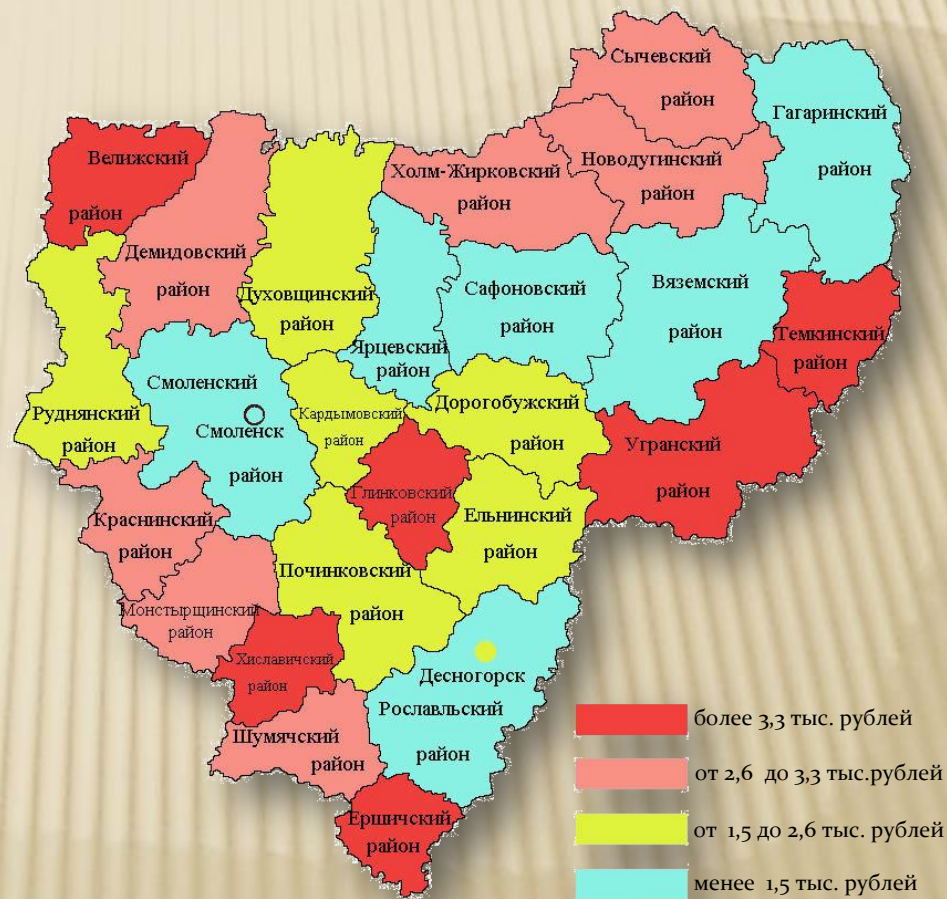 Сычевский
район
Гагаринский
район
Велижский
район
Холм-Жирковский
район
Новодугинский
район
Демидовский
район
Духовщинский
район
Сафоновский
район
Вяземский
район
Темкинский
район
Ярцевский
район
Смоленский
Смоленск
район
Руднянский
район
Кардымовский
район
Дорогобужский
район
Угранский
район
Глинковский
район
Ельнинский
район
Краснинский
район
Починковский
район
Монстырщинский
район
Хиславичский
район
Десногорск
Рославльский
район
Шумячский
район
Ершичский
район
более 3,3 тыс. рублей
от 2,6 до 3,3 тыс.рублей
от 1,5 до 2,6 тыс. рублей
менее 1,5 тыс. рублей